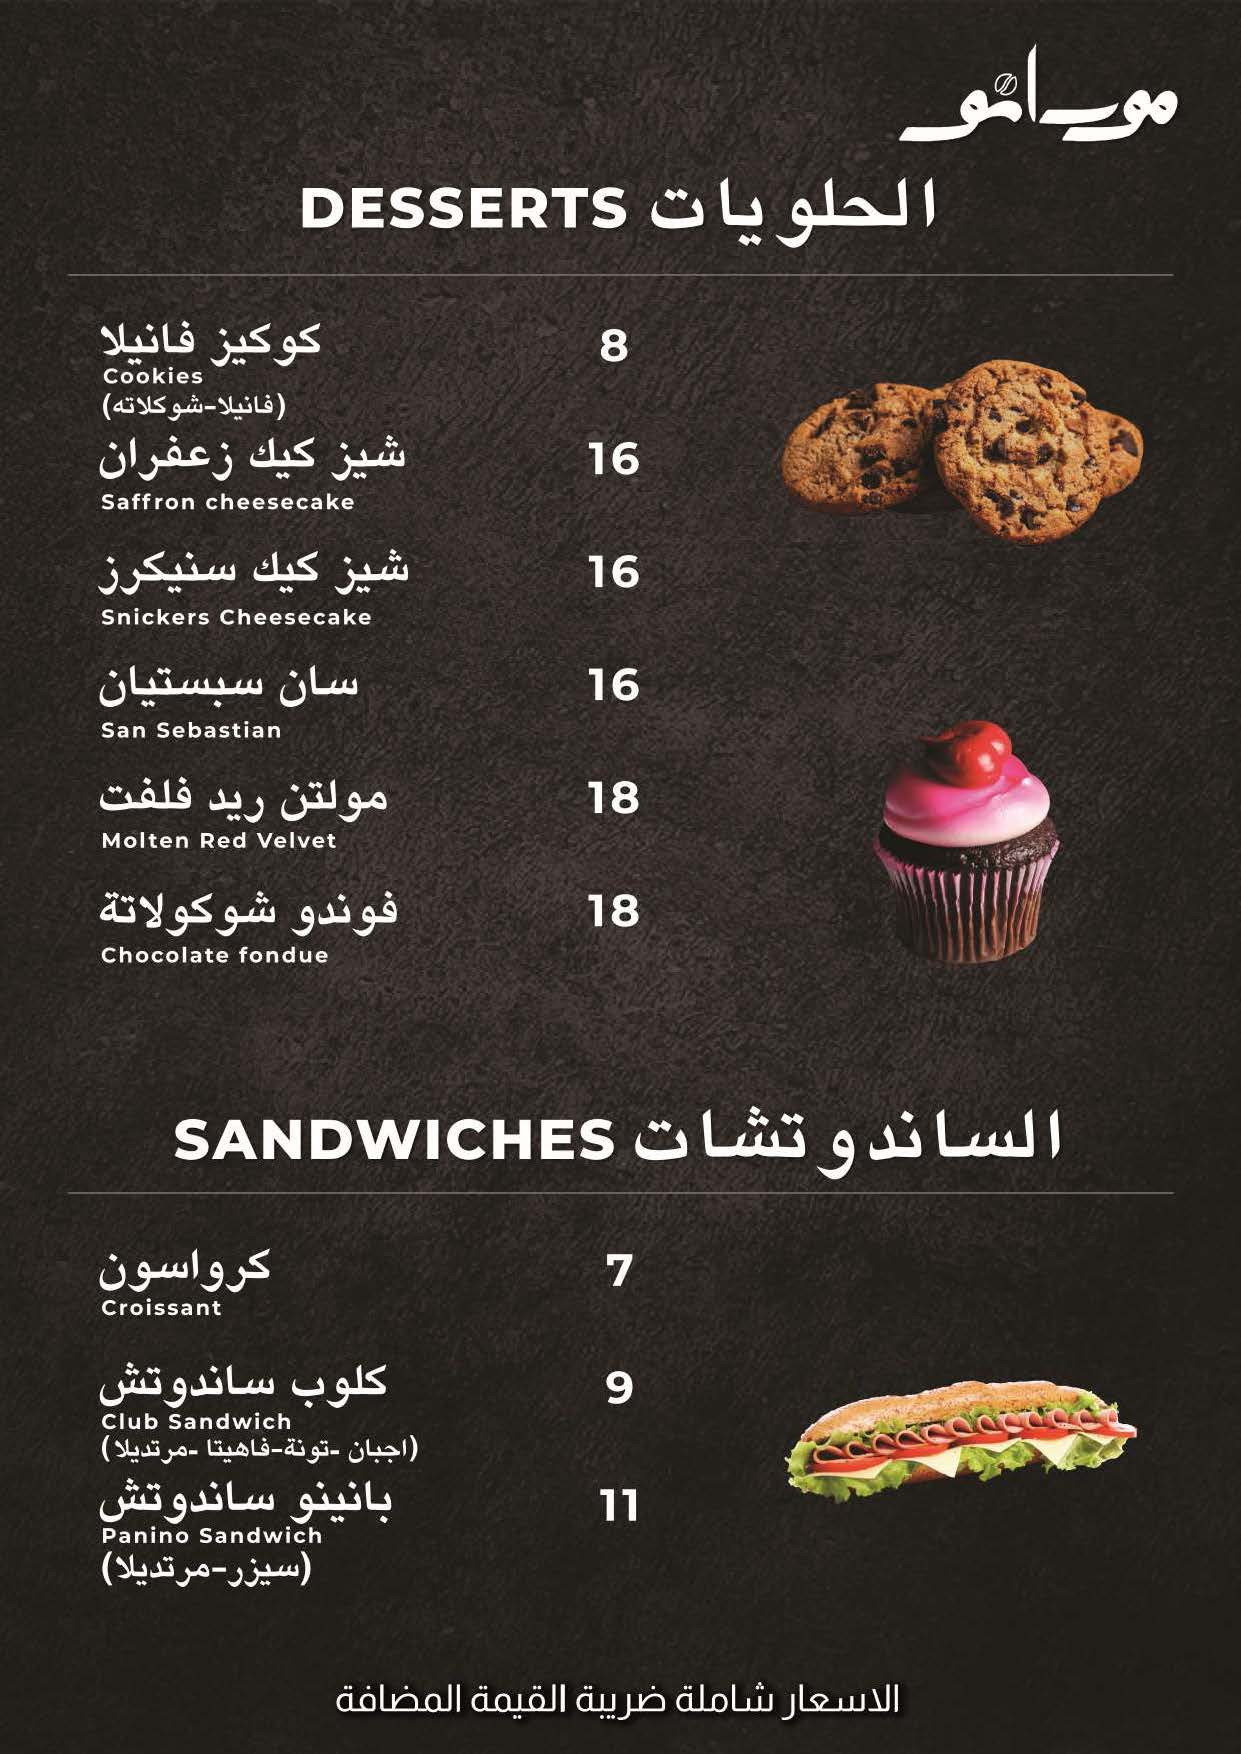 مورانو
DESSERTS الحلويات
كوكيز فانيلا 8
Cookies
(فانيلا-شوكلاته)
شيز كيك زعفران 16
Saffron cheesecake
شيز كيك سنيكرز 16
Snickers Cheesecake
سان سبستيان 16
San Sebastian
مولتن ريد فلفت 18
Molten Red Velvet
فوندو شوكولاتة 18
Chocolate fondue
SANDWICHES الساندوتشات
كرواسون 7
Croissant
كلوب ساندوتش 9
Club Sandwich
(اجبان -تونة-فاهيتا -مرتديلا)
بانينو ساندوتش 11
Panino Sandwich
(سيزر-مرتديلا)
الاسعار شاملة ضريبة القيمة المضافة